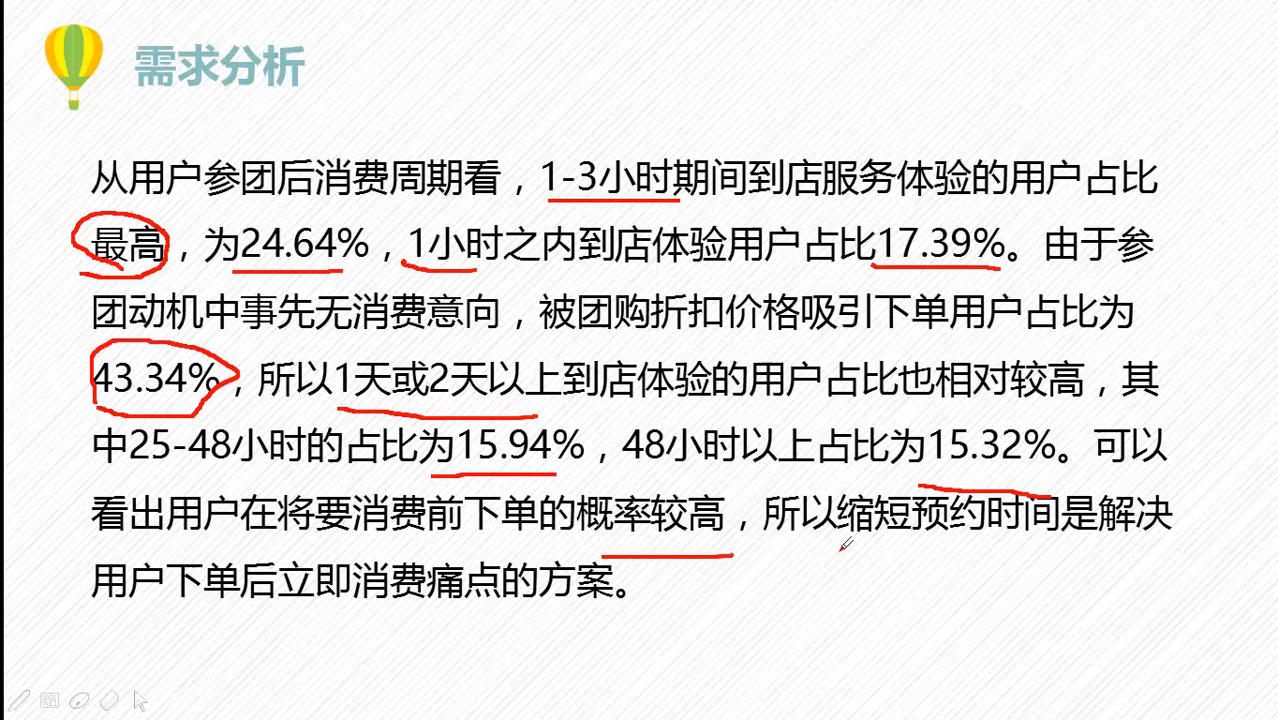 需求分析
从用户参团后消费周期看，1-3小时期间到店服务体验的用户占比
最高，为24.64%，1小时之内到店体验用户占比17.39%。由于参
团动机中事先无消费意向，被团购折扣价格吸引下单用户占比为
43.34%，所以1天或2天以上到店体验的用户占比也相对较高，其
中25-48小时的占比为15.94%，48小时以上占比为15.32%。可以
看出用户在将要消费前下单的概率较高，所以缩短预约时间是解决
用户下单后立即消费痛点的方案。